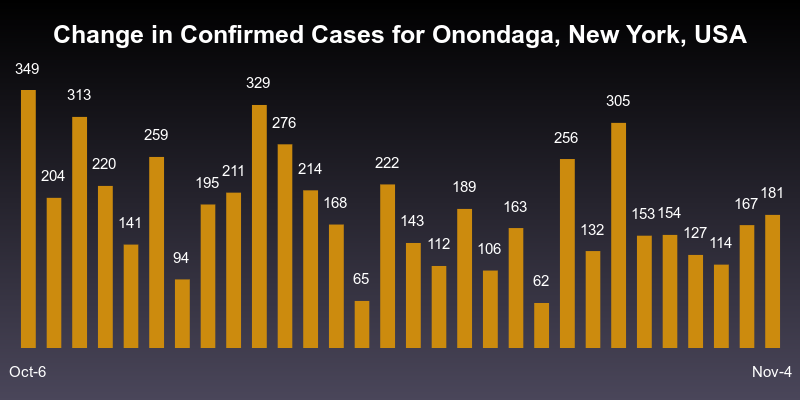 Change in Confirmed Cases for Onondaga, New York, USA
349 204 313 220 141 259 94 195 211 329 276 214 168 65 222 143 112 189 106 163 62 256 132 305 153 154 127 114 167 181
Oct-6 Nov-4